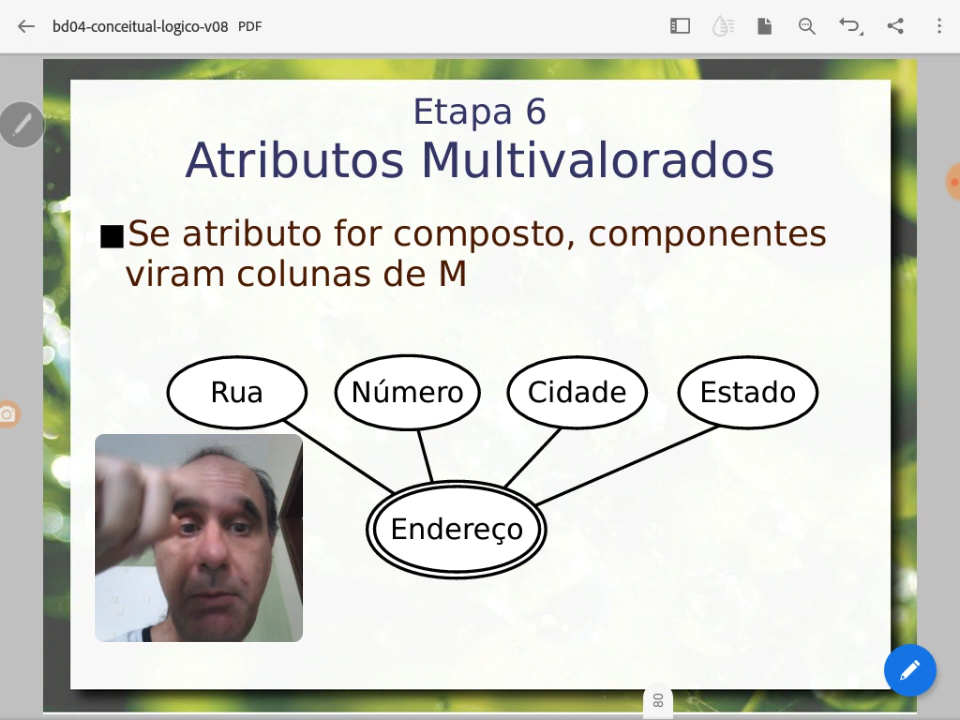 bd04-conceitual-logico-v08 PDF
Etapa 6
Atributos Multivalorados
Se atributo for composto, componentes
viram colunas de M
Rua
Número
Cidade
Estado
Endereço
80